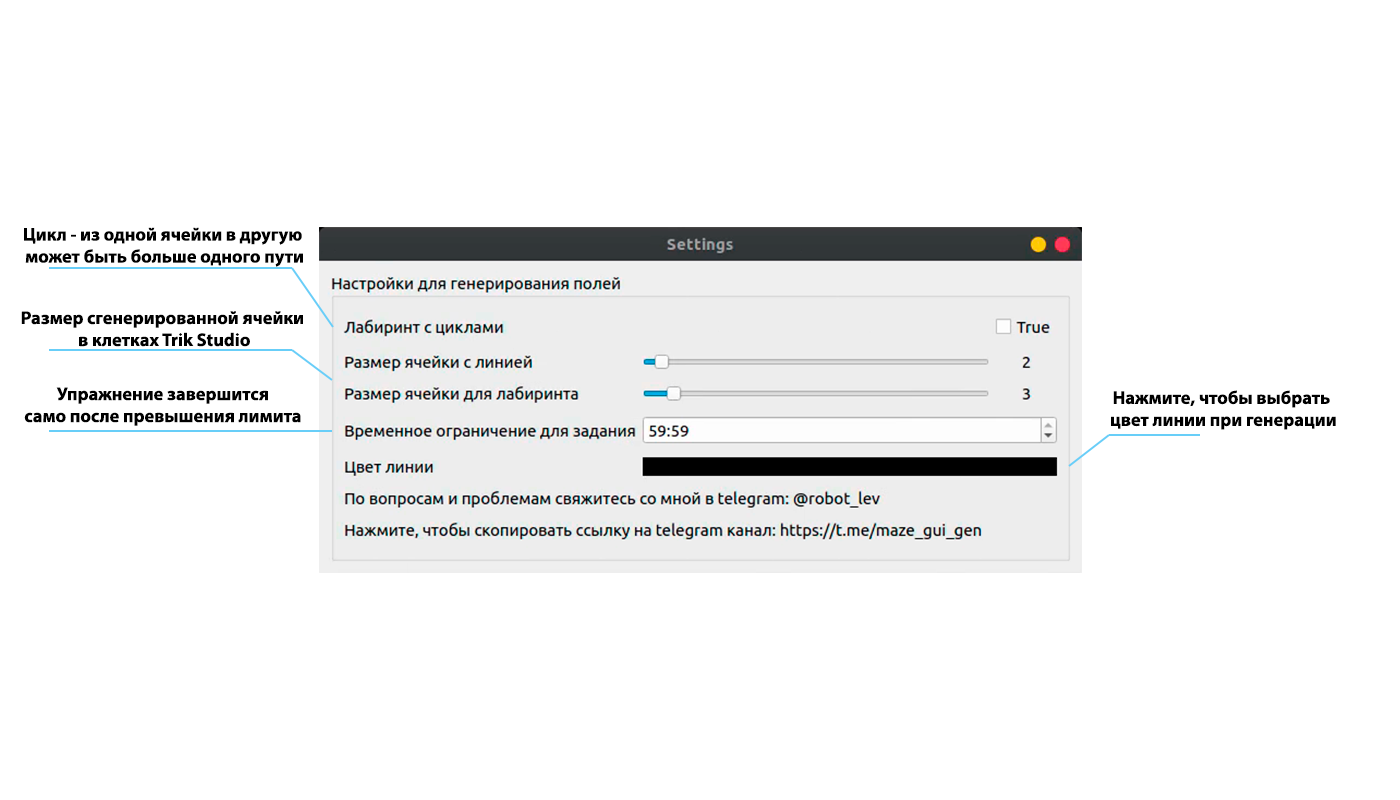 Цикл - из одной ячейки в другую
может быть больше одного пути
Размер сгенерированной ячейки
в клетках Trik Studio
Упражнение завершится
само после превышения лимита
Settings
Настройки для генерирования полей
Лабиринт с циклами True
Размер ячейки с линией 2
Размер ячейки для лабиринта 3
Временное ограничение для задания 59:59
Цвет линии
По вопросам и проблемам свяжитесь со мной в telegram: @robot_lev
Нажмите, чтобы скопировать ссылку на telegram канал: https://t.me/maze_gui_gen
Нажмите, чтобы выбрать
цвет линии при генерации